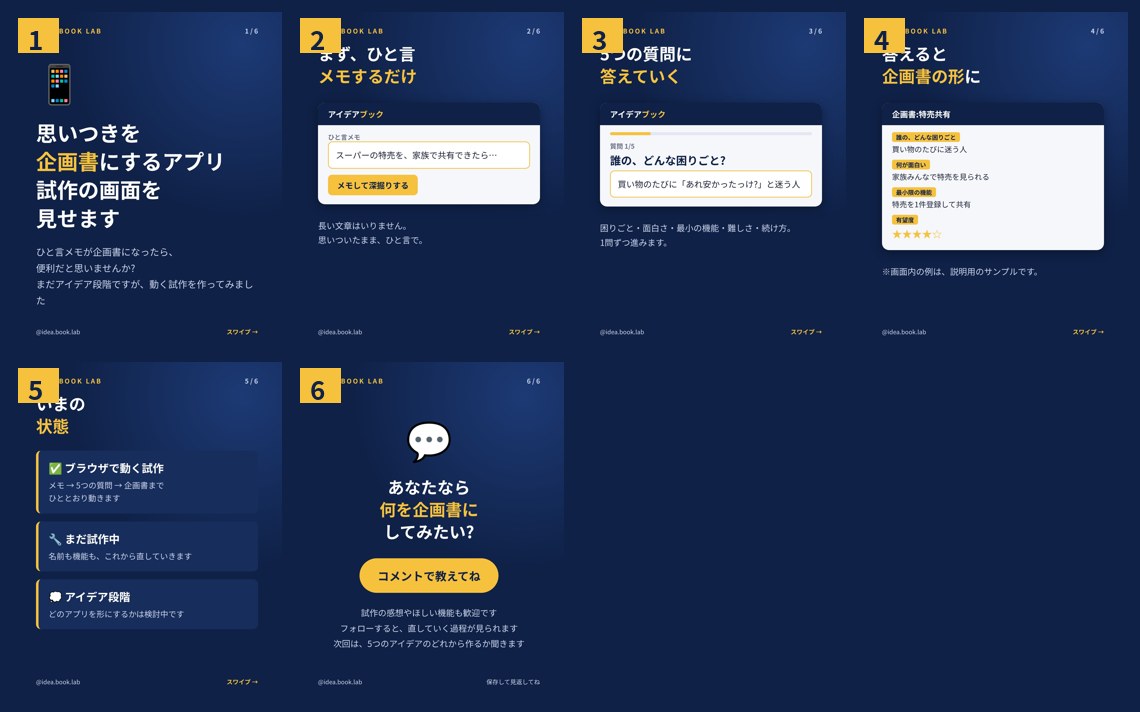 1
BOOK LAB
1/6
思いつきを
企画書にするアプリ
試作の画面を
見せます
ひと言メモが企画書になったら、
便利だと思いませんか?
まだアイデア段階ですが、動く試作を作ってみまし
た
@idea.book.lab
スワイプ →
2
BOOK LAB
2/6
まず、ひと言
メモするだけ
アイデアブック
ひと言メモ
スーパーの特売を、家族で共有できたら…
メモして深掘りする
長い文章はいりません。
思いついたまま、ひと言で。
@idea.book.lab
スワイプ →
3
BOOK LAB
3/6
5つの質問に
答えていく
アイデアブック
質問 1/5
誰の、どんな困りごと?
買い物のたびに「あれ安かったっけ?」と迷う人
困りごと・面白さ・最小の機能・難しさ・続け方。
1問ずつ進みます。
@idea.book.lab
スワイプ →
4
BOOK LAB
4/6
答えると
企画書の形に
企画書:特売共有
誰の、どんな困りごと
買い物のたびに迷う人
何が面白い
家族みんなで特売を見られる
最小限の機能
特売を1件登録して共有
有望度
★★★★☆
※画面内の例は、説明用のサンプルです。
@idea.book.lab
スワイプ →
5
BOOK LAB
5/6
いまの
状態
✅ ブラウザで動く試作
メモ → 5つの質問 → 企画書まで
ひととおり動きます
🔧 まだ試作中
名前も機能も、これから直していきます
💭 アイデア段階
どのアプリを形にするかは検討中です
@idea.book.lab
スワイプ →
6
BOOK LAB
6/6
あなたなら
何を企画書に
してみたい?
コメントで教えてね
試作の感想やほしい機能も歓迎です
フォローすると、直していく過程が見られます
次回は、5つのアイデアのどれから作るか聞きます
@idea.book.lab
保存して見返してね